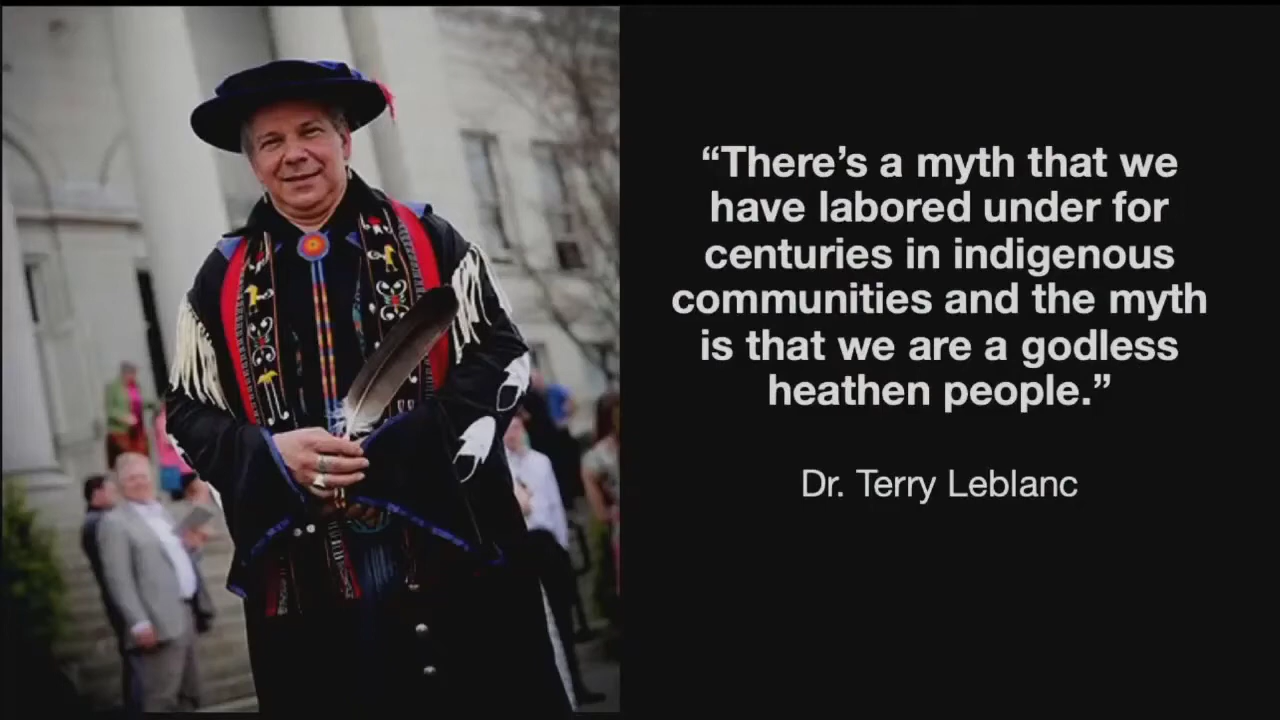 “There’s a myth that we
have labored under for
centuries in indigenous
communities and the myth
is that we are a godless
heathen people.”
Dr. Terry Leblanc